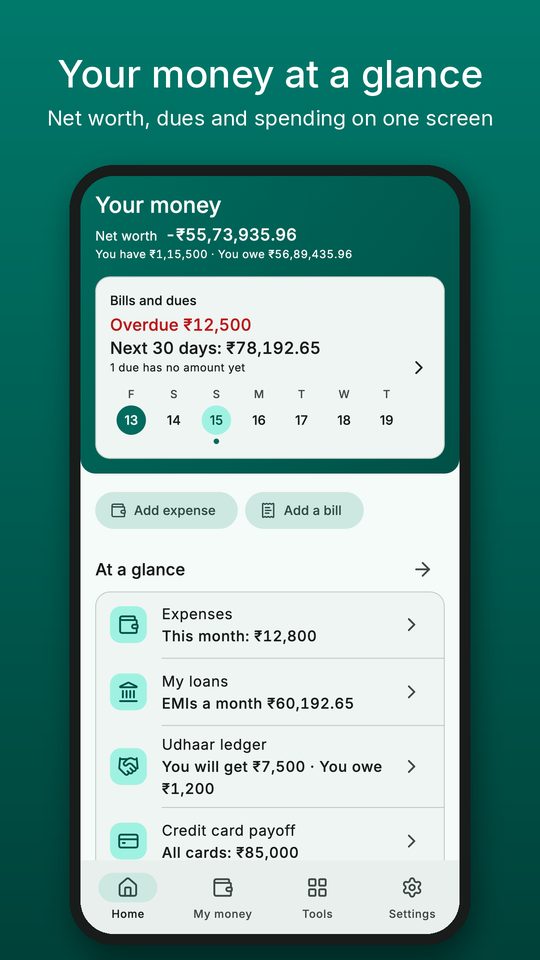 Your money at a glance
Net worth, dues and spending on one screen
Your money
Net worth -₹55,73,935.96
You have ₹1,15,500 · You owe ₹56,89,435.96
Bills and dues
Overdue ₹12,500
Next 30 days: ₹78,192.65
1 due has no amount yet
F S S M T W T
13 14 15 16 17 18 19
Add expense Add a bill
At a glance
Expenses
This month: ₹12,800
My loans
EMIs a month ₹60,192.65
Udhaar ledger
You will get ₹7,500 · You owe
₹1,200
Credit card payoff
All cards: ₹85,000
Home My money Tools Settings